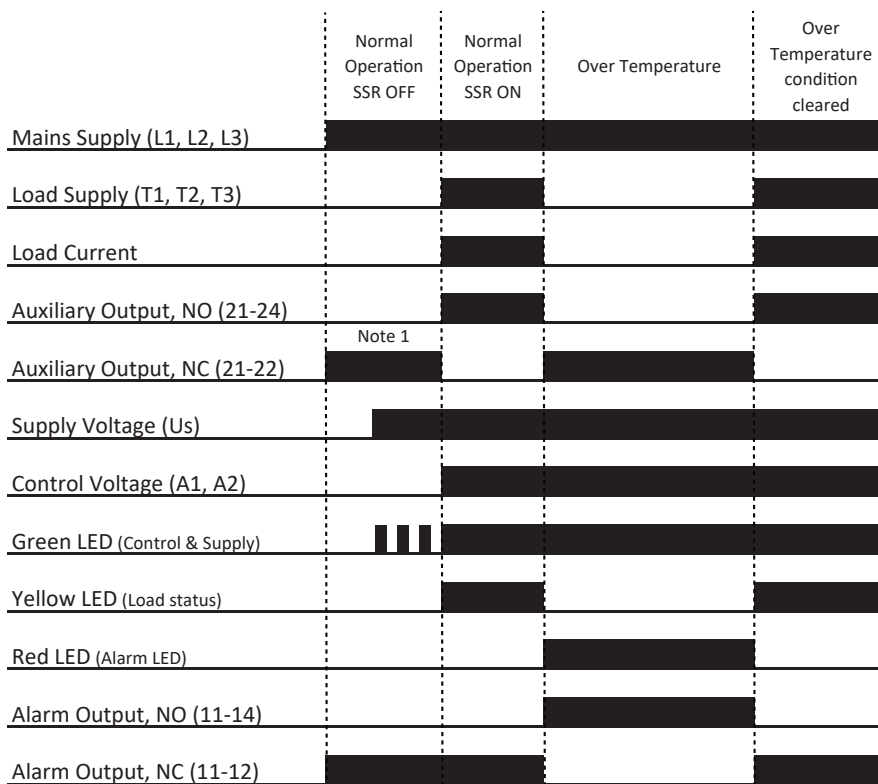 Normal
Operation
SSR OFF
Normal
Operation
SSR ON
Over Temperature
Over
Temperature
condition
cleared
Mains Supply (L1, L2, L3)
Load Supply (T1, T2, T3)
Load Current
Auxiliary Output, NO (21-24)
Note 1
Auxiliary Output, NC (21-22)
Supply Voltage (Us)
Control Voltage (A1, A2)
Green LED (Control & Supply)
Yellow LED (Load status)
Red LED (Alarm LED)
Alarm Output, NO (11-14)
Alarm Output, NC (11-12)